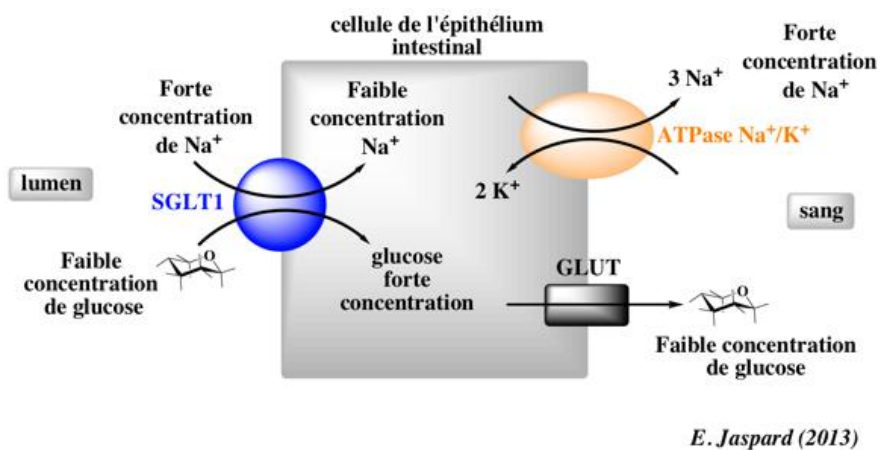 cellule de l'épithélium
intestinal
Forte
concentration
de Na⁺
Faible
concentration
Na⁺
3 Na⁺
Forte
concentration
de Na⁺
ATPase Na⁺/K⁺
2 K⁺
lumen
SGLT1
sang
Faible
concentration
de glucose
O
glucose
forte
concentration
GLUT
O
Faible concentration
de glucose
E. Jaspard (2013)